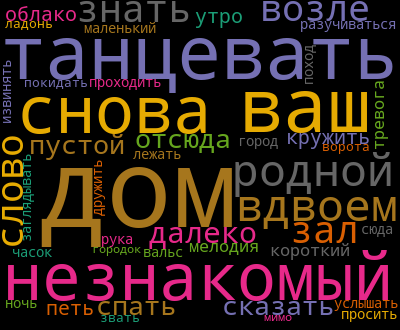 облако знать утро возле
ладонь маленький разучиваться
танцевать
извинять покидать проходить поход
снова ваш тревога
пустой отсюда город кружить
лежать ворота
слово заглядывать дом дружить родной
вдвоем
рука далеко зал сюда
часок городок вальс мелодия короткий
незнакомый
ночь петь спать сказать услышать
звать мимо просить